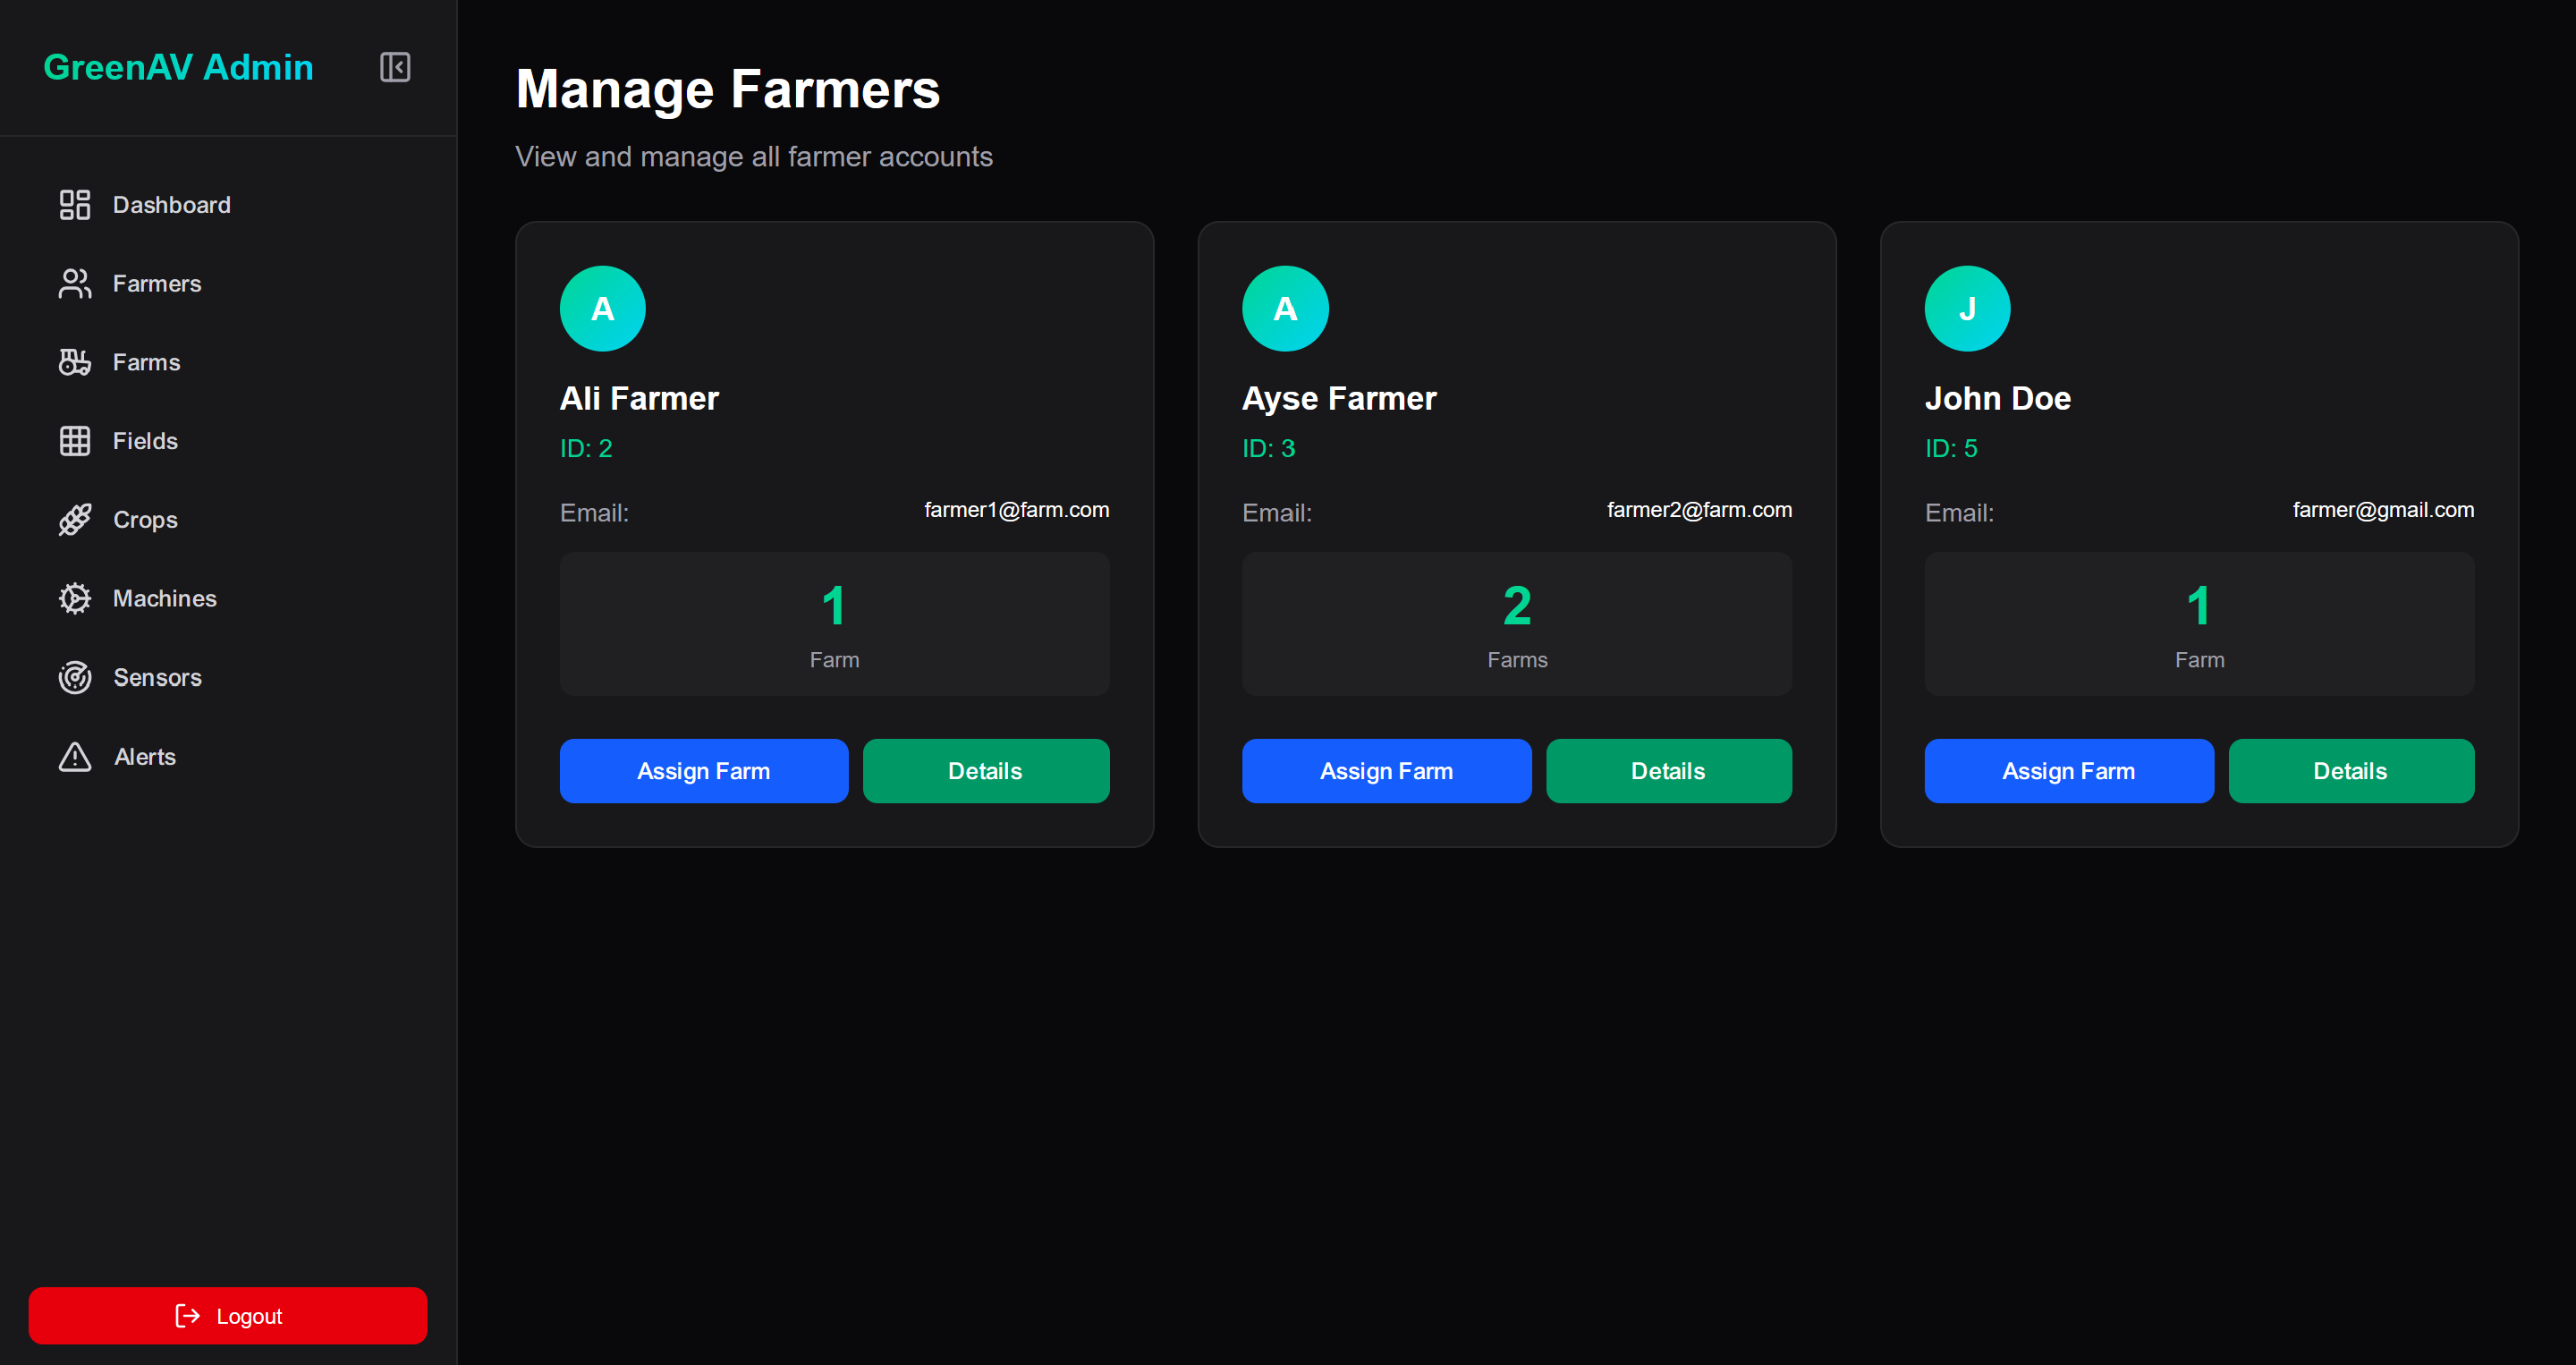 GreenAV Admin
Dashboard
Farmers
Farms
Fields
Crops
Machines
Sensors
Alerts
Logout
Manage Farmers
View and manage all farmer accounts
A
Ali Farmer
ID: 2
Email: farmer1@farm.com
1
Farm
Assign Farm Details
A
Ayse Farmer
ID: 3
Email: farmer2@farm.com
2
Farms
Assign Farm Details
J
John Doe
ID: 5
Email: farmer@gmail.com
1
Farm
Assign Farm Details